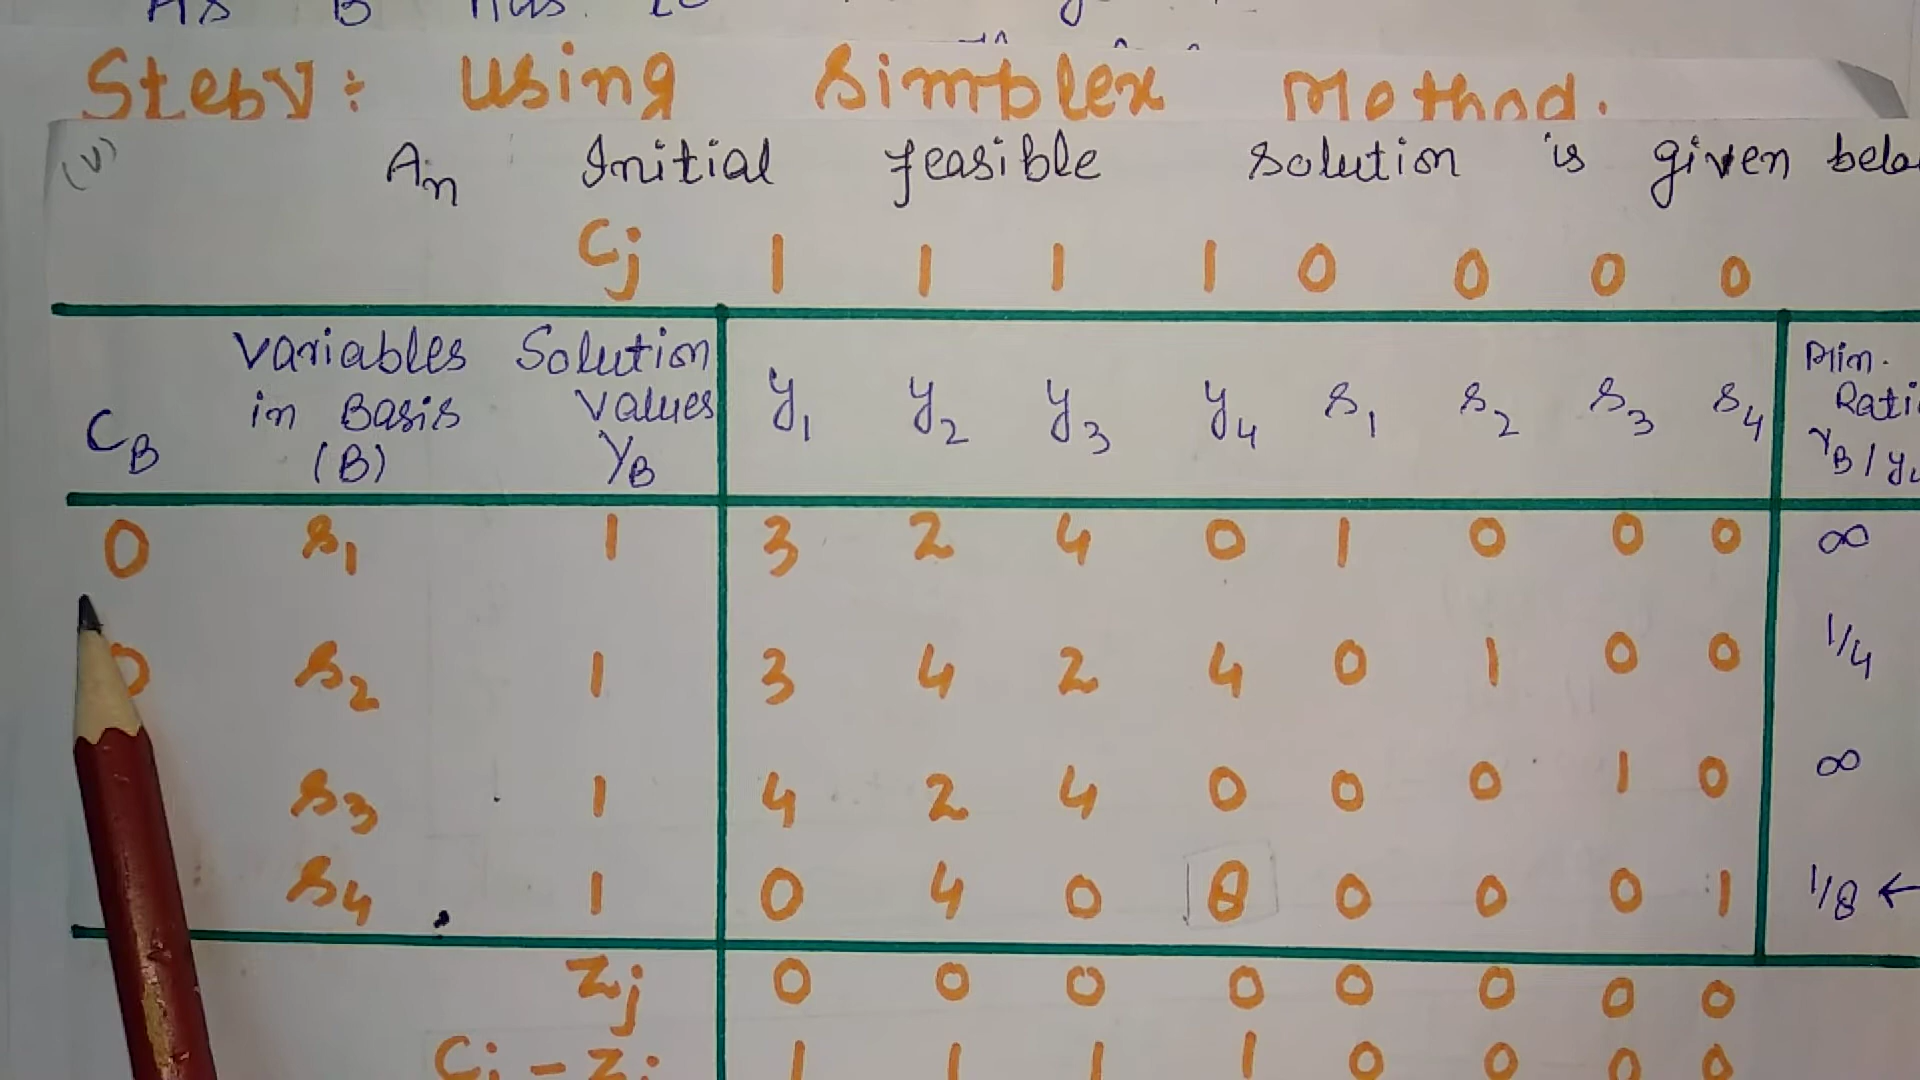 Step V: Using Simplex Method.
(V) An Initial feasible solution is given
Cj 1 1 1 1 0 0 0 0
CB Variables in Basis (B) Solution Values YB y1 y2 y3 y4 s1 s2 s3 s4 Min. YB/y
0 s1 1 3 2 4 0 1 0 0 0 ∞
0 s2 1 3 4 2 4 0 1 0 0 1/4
s3 1 4 2 4 0 0 0 1 0 ∞
s4 1 0 4 0 8 0 0 0 1 1/8 ←
Zj 0 0 0 0 0 0 0 0
Cj - Zj 1 1 1 1 0 0 0 0